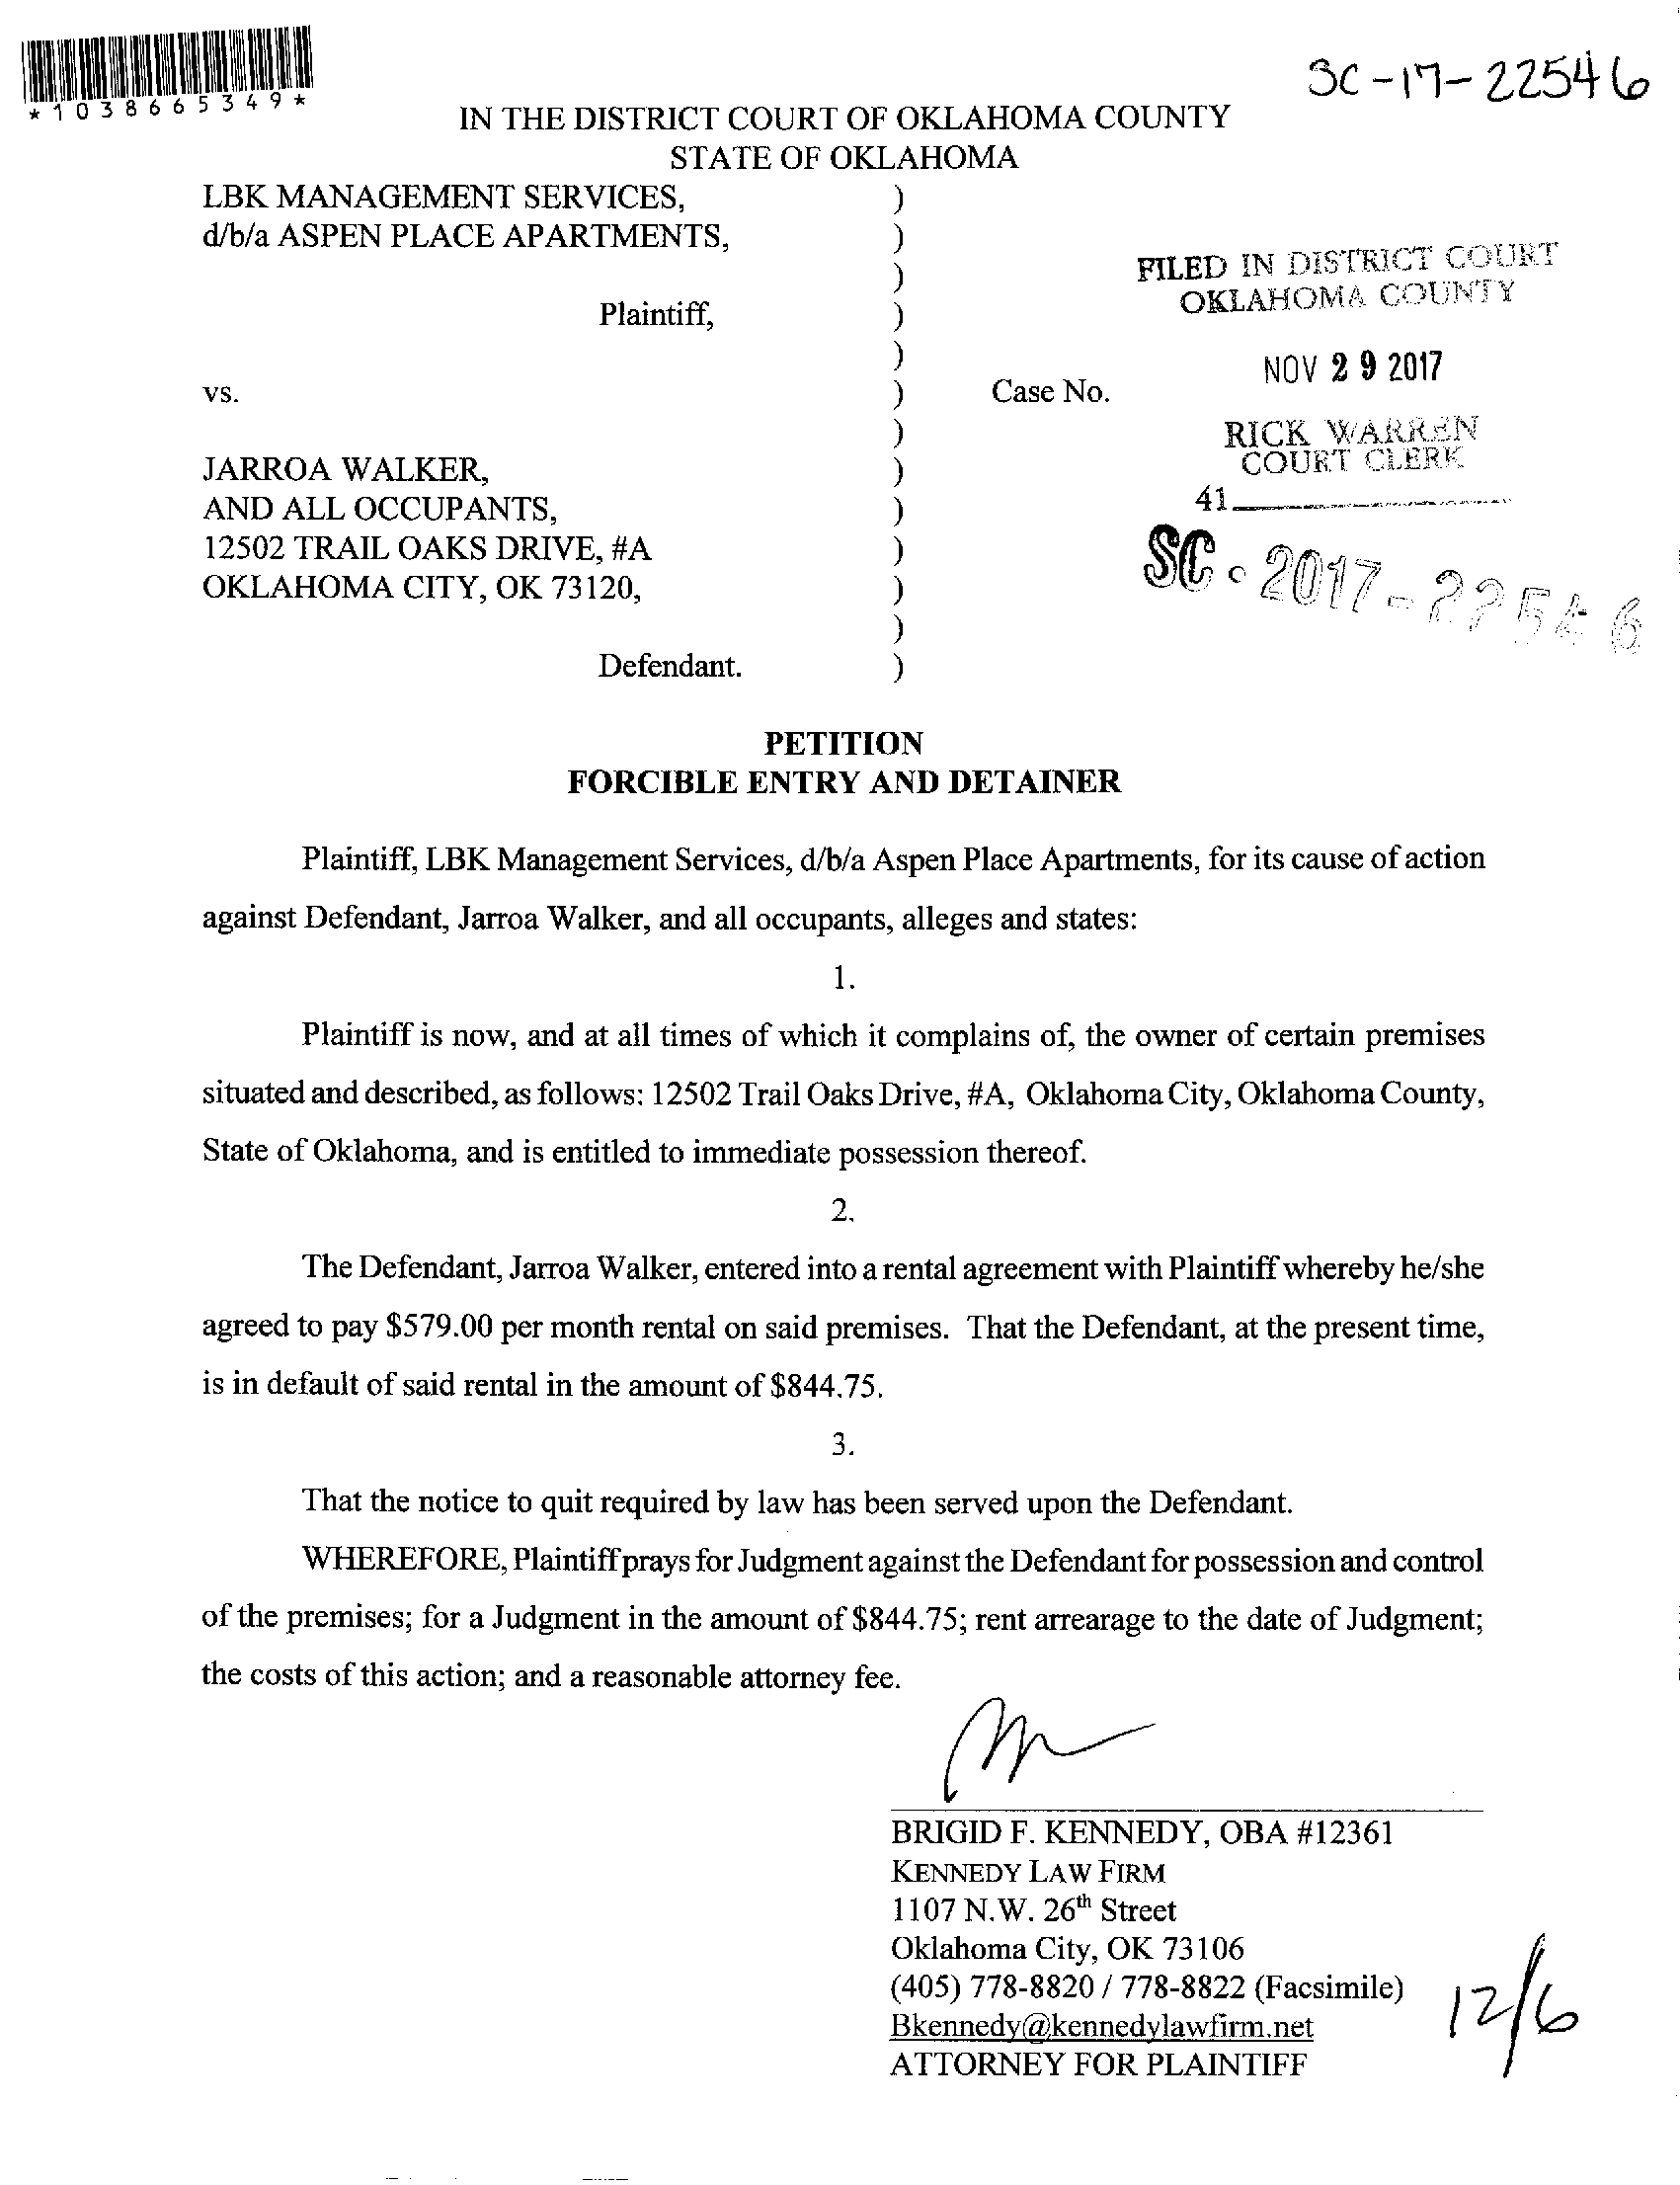 *1038665349*
SC-17-22546
IN THE DISTRICT COURT OF OKLAHOMA COUNTY
STATE OF OKLAHOMA
LBK MANAGEMENT SERVICES, )
d/b/a ASPEN PLACE APARTMENTS, )
)
Plaintiff, )
)
vs. ) Case No.
)
JARROA WALKER, )
AND ALL OCCUPANTS, )
12502 TRAIL OAKS DRIVE, #A )
OKLAHOMA CITY, OK 73120, )
)
Defendant. )
FILED IN DISTRICT COURT
OKLAHOMA COUNTY
NOV 29 2017
RICK WARREN
COURT CLERK
41
SC-2017-22546
PETITION
FORCIBLE ENTRY AND DETAINER
Plaintiff, LBK Management Services, d/b/a Aspen Place Apartments, for its cause of action
against Defendant, Jarroa Walker, and all occupants, alleges and states:
1.
Plaintiff is now, and at all times of which it complains of, the owner of certain premises
situated and described, as follows: 12502 Trail Oaks Drive, #A, Oklahoma City, Oklahoma County,
State of Oklahoma, and is entitled to immediate possession thereof.
2.
The Defendant, Jarroa Walker, entered into a rental agreement with Plaintiff whereby he/she
agreed to pay $579.00 per month rental on said premises. That the Defendant, at the present time,
is in default of said rental in the amount of $844.75.
3.
That the notice to quit required by law has been served upon the Defendant.
WHEREFORE, Plaintiff prays for Judgment against the Defendant for possession and control
of the premises; for a Judgment in the amount of $844.75; rent arrearage to the date of Judgment;
the costs of this action; and a reasonable attorney fee.
BRIGID F. KENNEDY, OBA #12361
KENNEDY LAW FIRM
1107 N.W. 26th Street
Oklahoma City, OK 73106
(405) 778-8820 / 778-8822 (Facsimile)
Bkennedy@kennedylawfirm.net
ATTORNEY FOR PLAINTIFF
12/6